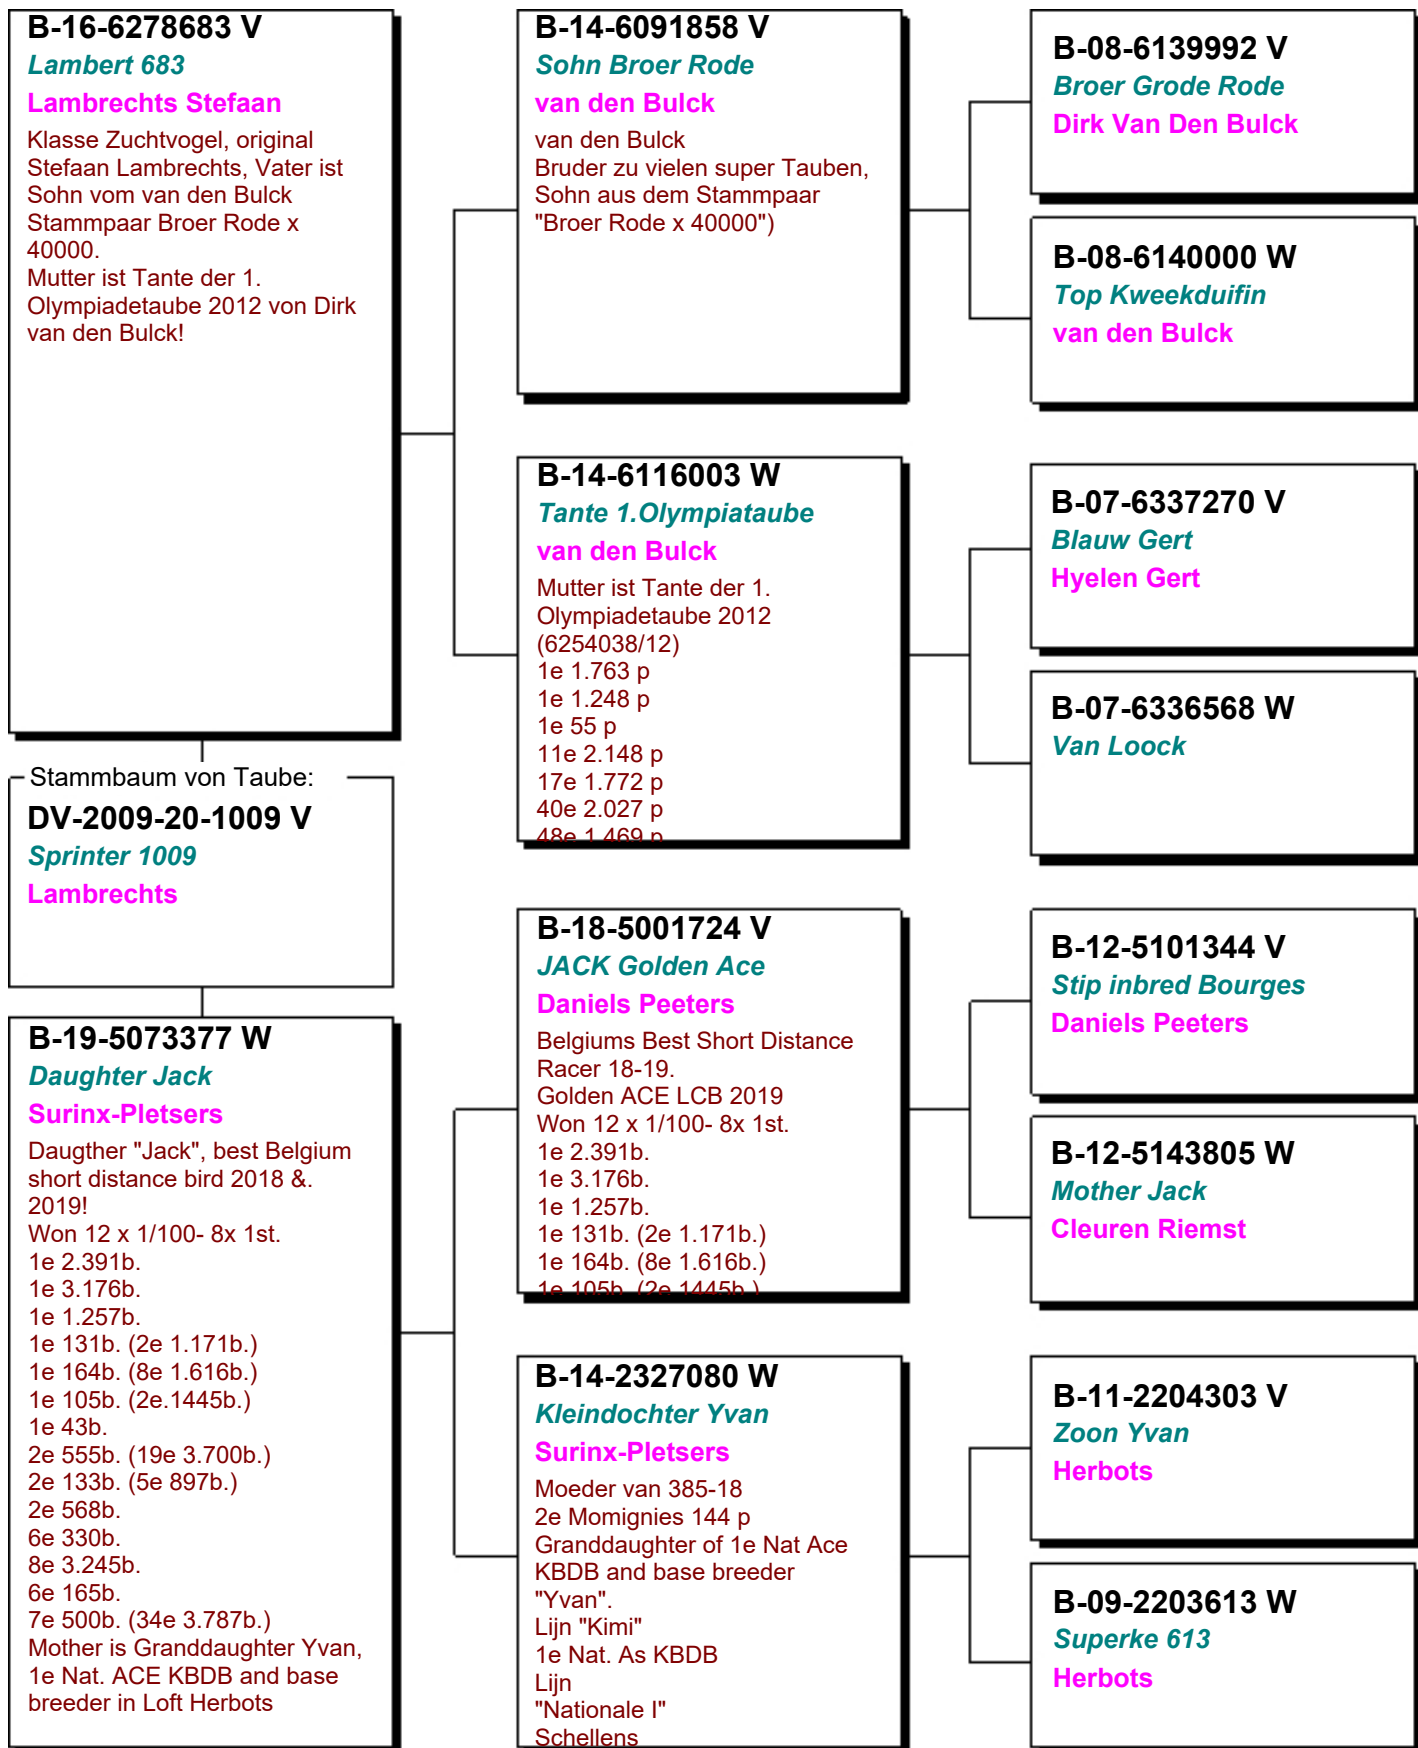 B-16-6278683 V
Lambert 683
Lambrechts Stefaan
Klasse Zuchtvogel, original
Stefaan Lambrechts, Vater ist
Sohn vom van den Bulck
Stammpaar Broer Rode x
40000.
Mutter ist Tante der 1.
Olympiadetaube 2012 von Dirk
van den Bulck!
Stammbaum von Taube:
DV-2009-20-1009 V
Sprinter 1009
Lambrechts
B-19-5073377 W
Daughter Jack
Surinx-Pletsers
Daugther "Jack", best Belgium
short distance bird 2018 &.
2019!
Won 12 x 1/100- 8x 1st.
1e 2.391b.
1e 3.176b.
1e 1.257b.
1e 131b. (2e 1.171b.)
1e 164b. (8e 1.616b.)
1e 105b. (2e.1445b.)
1e 43b.
2e 555b. (19e 3.700b.)
2e 133b. (5e 897b.)
2e 568b.
6e 330b.
8e 3.245b.
6e 165b.
7e 500b. (34e 3.787b.)
Mother is Granddaughter Yvan,
1e Nat. ACE KBDB and base
breeder in Loft Herbots
B-14-6091858 V
Sohn Broer Rode
van den Bulck
van den Bulck
Bruder zu vielen super Tauben,
Sohn aus dem Stammpaar
"Broer Rode x 40000")
B-14-6116003 W
Tante 1.Olympiataube
van den Bulck
Mutter ist Tante der 1.
Olympiadetaube 2012
(6254038/12)
1e 1.763 p
1e 1.248 p
1e 55 p
11e 2.148 p
17e 1.772 p
40e 2.027 p
48e 1.469 p
B-18-5001724 V
JACK Golden Ace
Daniels Peeters
Belgiums Best Short Distance
Racer 18-19.
Golden ACE LCB 2019
Won 12 x 1/100- 8x 1st.
1e 2.391b.
1e 3.176b.
1e 1.257b.
1e 131b. (2e 1.171b.)
1e 164b. (8e 1.616b.)
1e 105b. (2e 1445b.)
B-14-2327080 W
Kleindochter Yvan
Surinx-Pletsers
Moeder van 385-18
2e Momignies 144 p
Granddaughter of 1e Nat Ace
KBDB and base breeder
"Yvan".
Lijn "Kimi"
1e Nat. As KBDB
Lijn
"Nationale I"
Schellens
B-08-6139992 V
Broer Grode Rode
Dirk Van Den Bulck
B-08-6140000 W
Top Kweekduifin
van den Bulck
B-07-6337270 V
Blauw Gert
Hyelen Gert
B-07-6336568 W
Van Loock
B-12-5101344 V
Stip inbred Bourges
Daniels Peeters
B-12-5143805 W
Mother Jack
Cleuren Riemst
B-11-2204303 V
Zoon Yvan
Herbots
B-09-2203613 W
Superke 613
Herbots